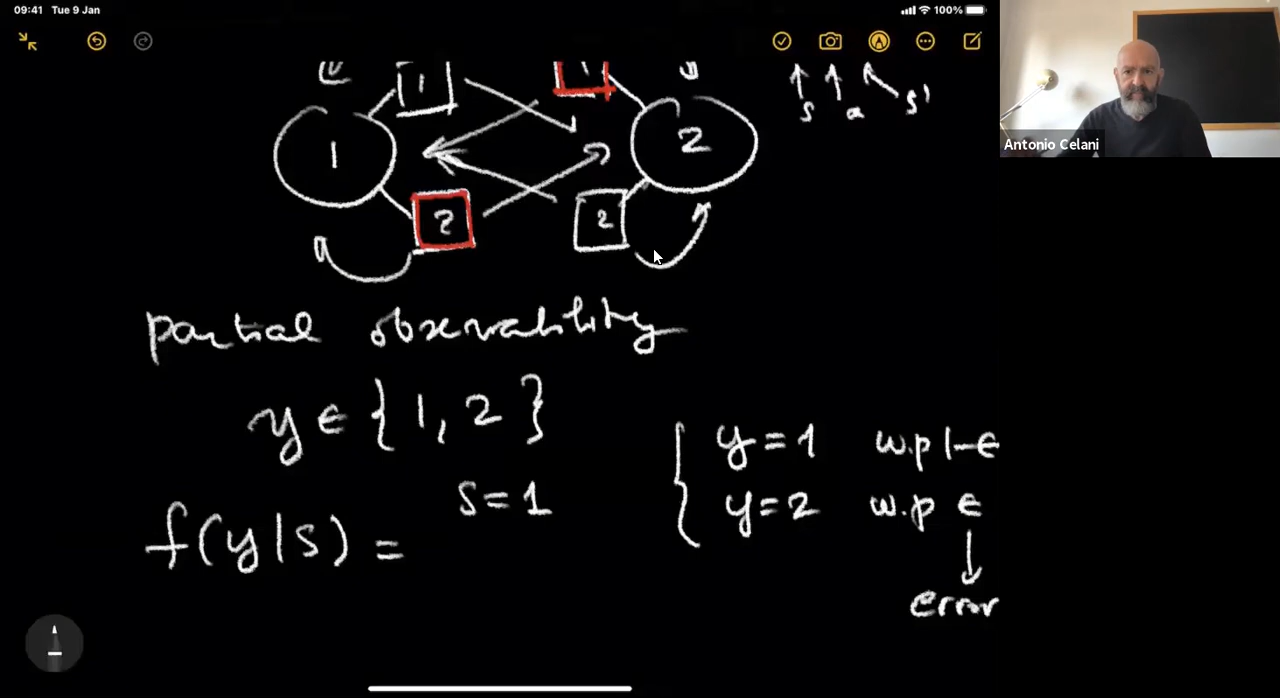 09:41 Tue 9 Jan
100%
1
1
1
2
s a s'
2
2
Antonio Celani
partial observability
y ∈ { 1, 2 }
s = 1
f(y|s) =
y = 1 w.p 1-ϵ
y = 2 w.p ϵ
error